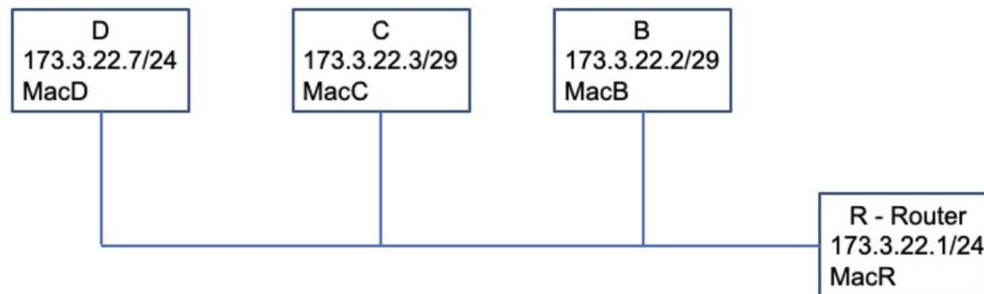 D
173.3.22.7/24
MacD
C
173.3.22.3/29
MacC
B
173.3.22.2/29
MacB
R - Router
173.3.22.1/24
MacR